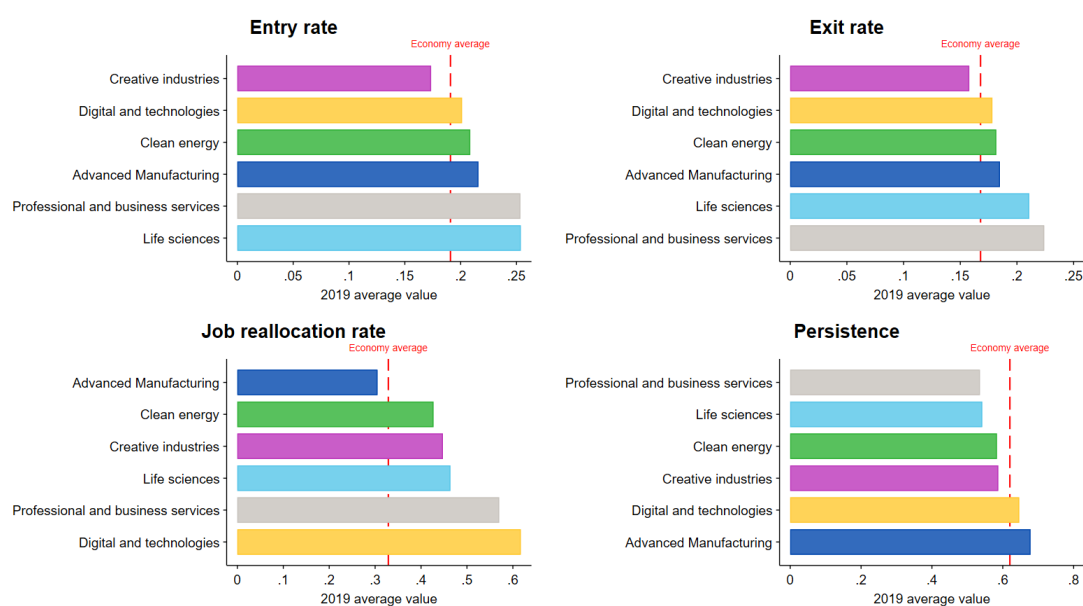 Entry rate
Economy average
Creative industries
Digital and technologies
Clean energy
Advanced Manufacturing
Professional and business services
Life sciences
0 .05 .1 .15 .2 .25
2019 average value
Exit rate
Economy average
Creative industries
Digital and technologies
Clean energy
Advanced Manufacturing
Life sciences
Professional and business services
0 .05 .1 .15 .2 .25
2019 average value
Job reallocation rate
Economy average
Advanced Manufacturing
Clean energy
Creative industries
Life sciences
Professional and business services
Digital and technologies
0 .1 .2 .3 .4 .5 .6
2019 average value
Persistence
Economy average
Professional and business services
Life sciences
Clean energy
Creative industries
Digital and technologies
Advanced Manufacturing
0 .2 .4 .6 .8
2019 average value